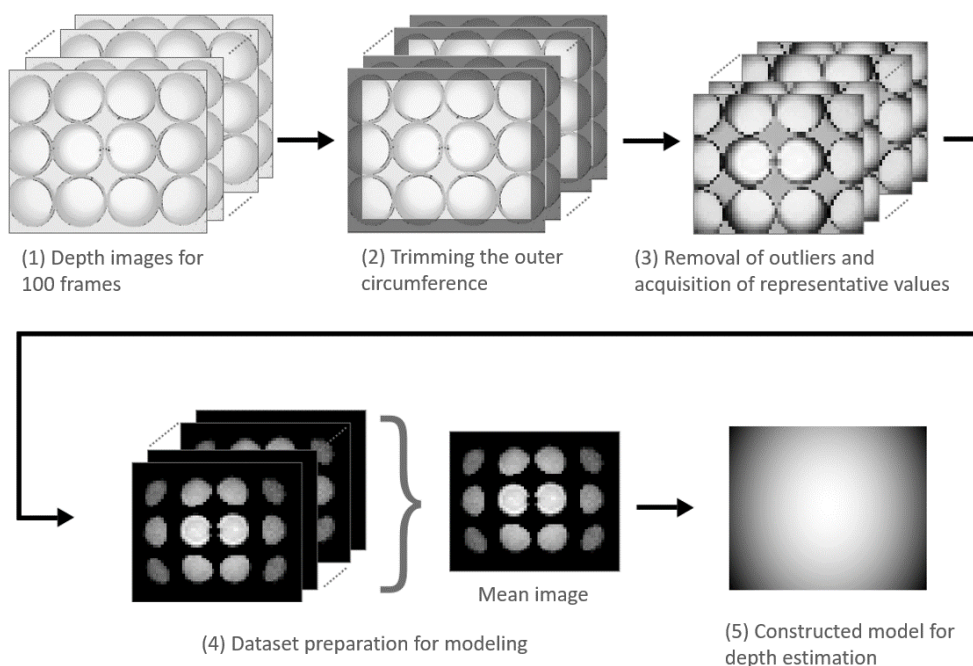 (1) Depth images for
100 frames
(2) Trimming the outer
circumference
(3) Removal of outliers and
acquisition of representative values
Mean image
(4) Dataset preparation for modeling
(5) Constructed model for
depth estimation